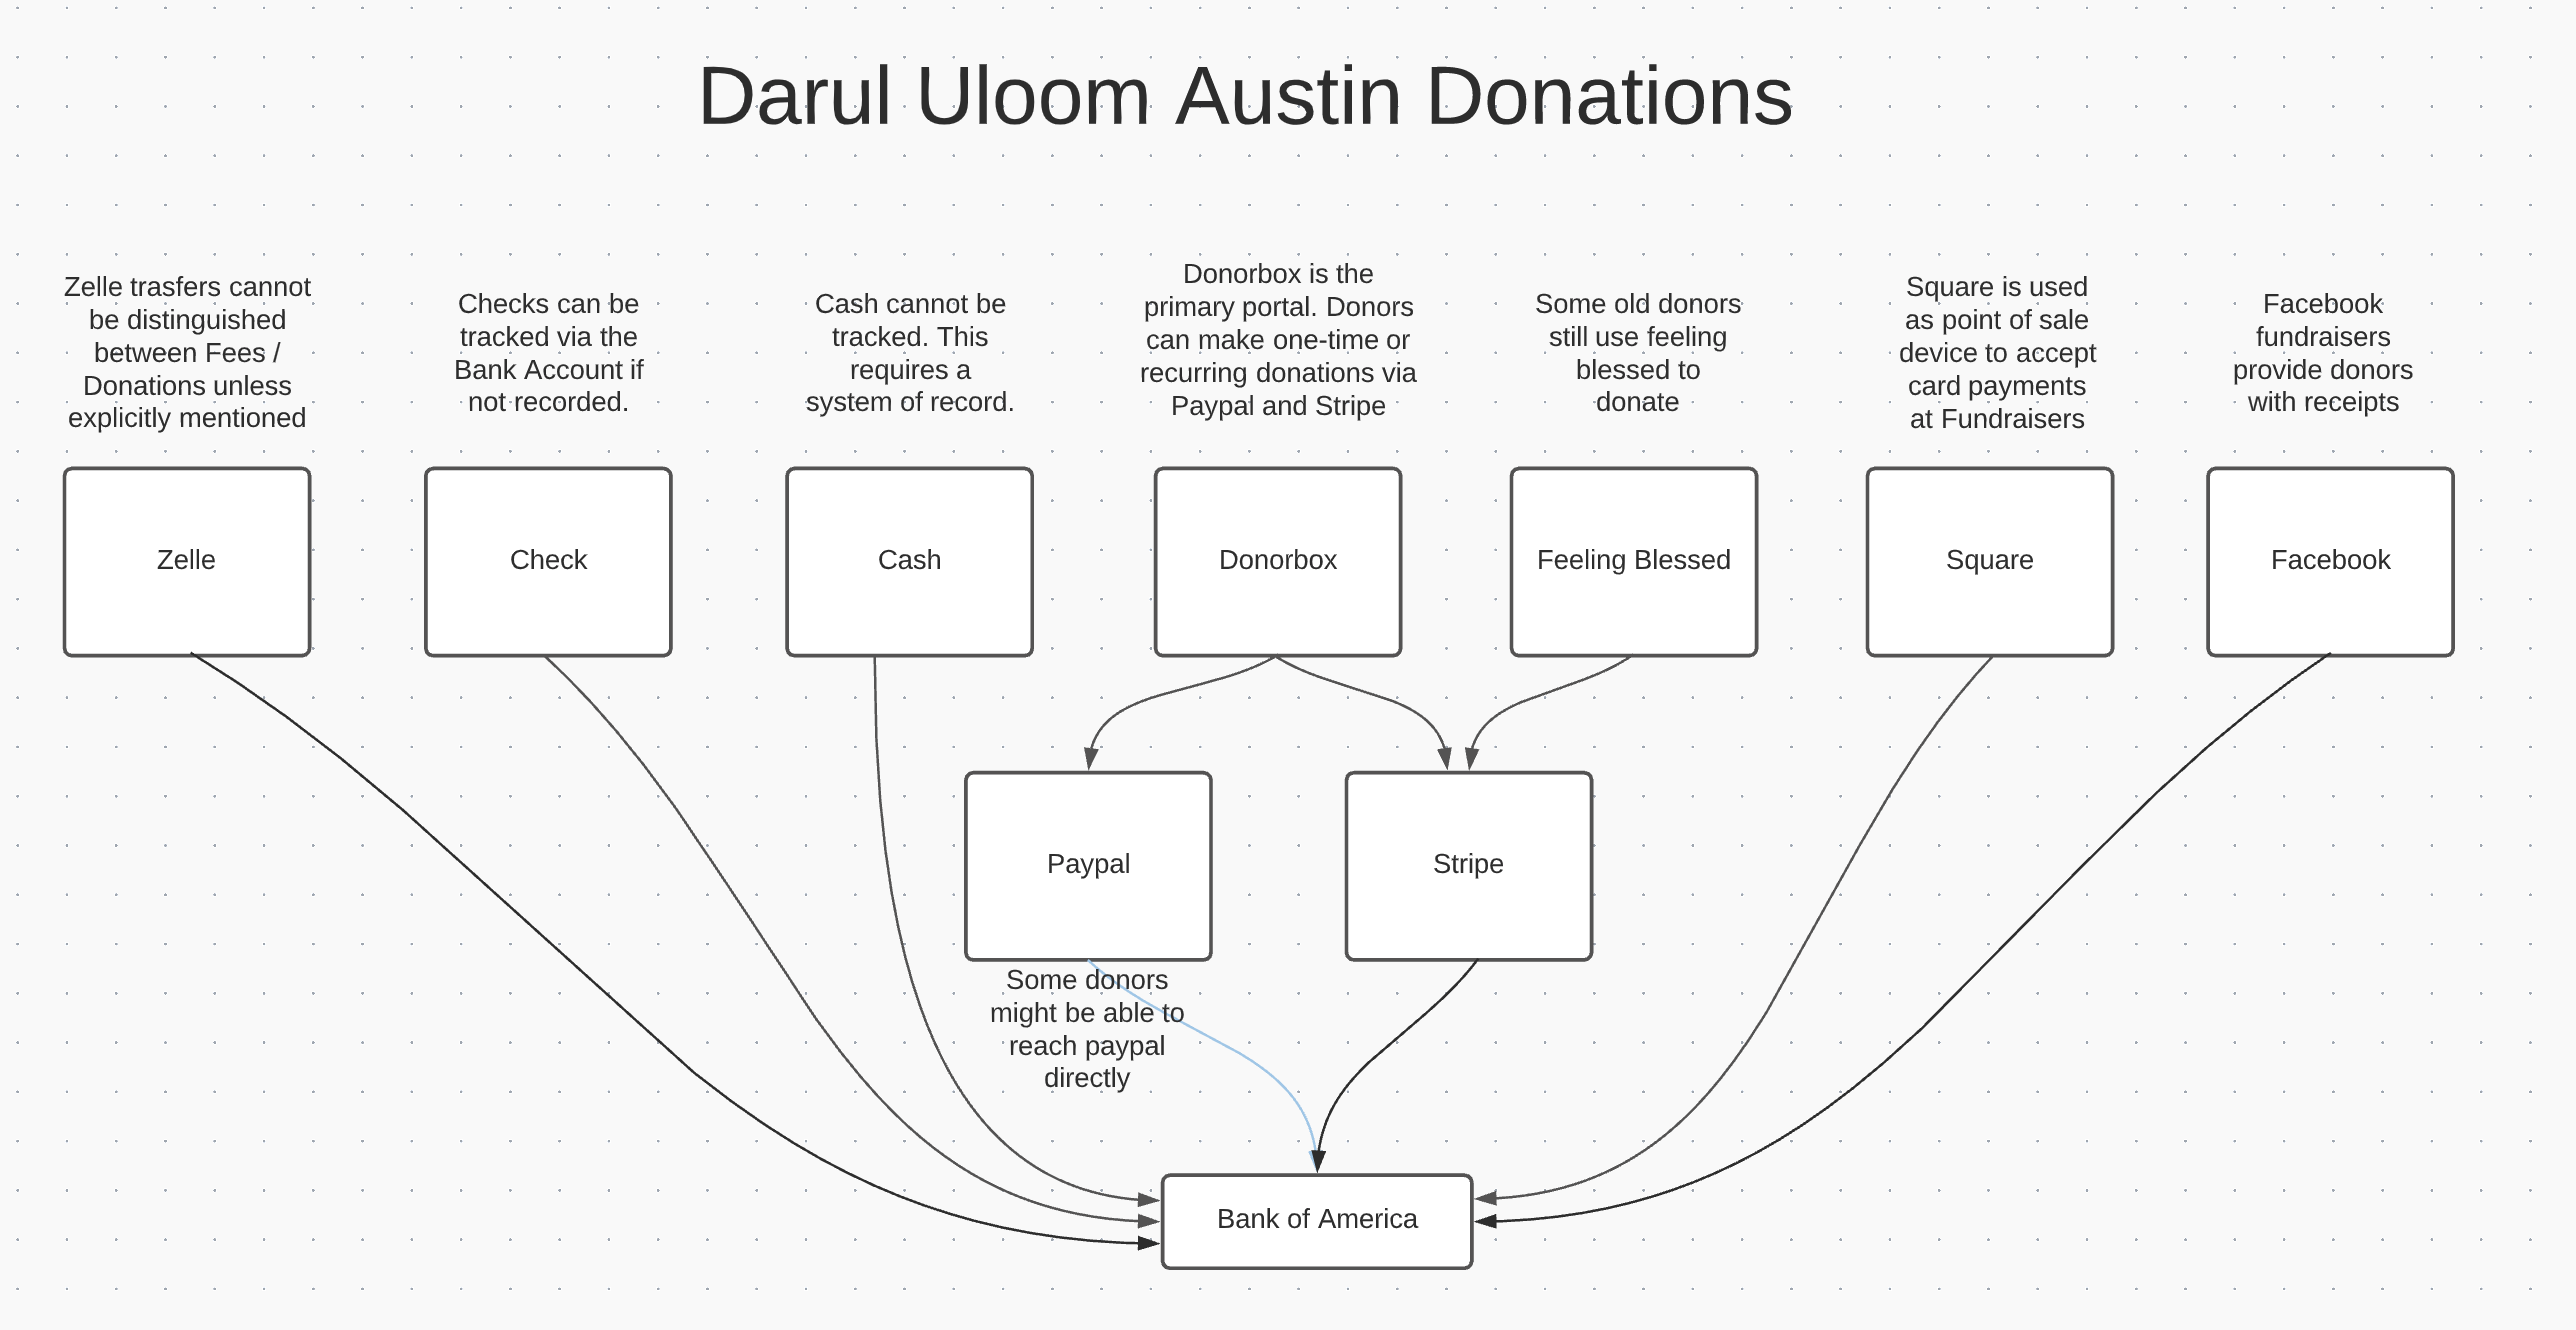 Darul Uloom Austin Donations
Zelle trasfers cannot
be distinguished
between Fees /
Donations unless
explicitly mentioned
Checks can be
tracked via the
Bank Account if
not recorded.
Cash cannot be
tracked. This
requires a
system of record.
Donorbox is the
primary portal. Donors
can make one-time or
recurring donations via
Paypal and Stripe
Some old donors
still use feeling
blessed to
donate
Square is used
as point of sale
device to accept
card payments
at Fundraisers
Facebook
fundraisers
provide donors
with receipts
Zelle
Check
Cash
Donorbox
Feeling Blessed
Square
Facebook
Paypal
Stripe
Some donors
might be able to
reach paypal
directly
Bank of America